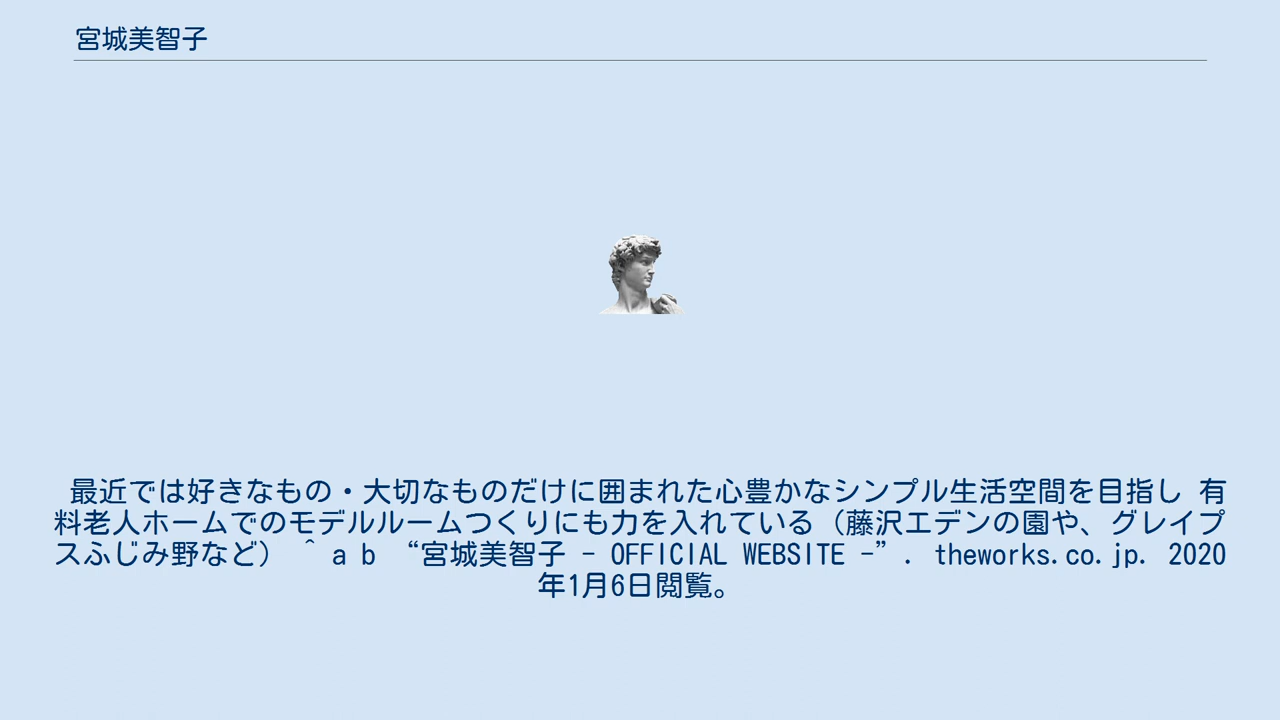 宮城美智子
最近では好きなもの・大切なものだけに囲まれた心豊かなシンプル生活空間を目指し 有
料老人ホームでのモデルルームつくりにも力を入れている（藤沢エデンの園や、グレイプ
スふじみ野など） ^ a b “宮城美智子 - OFFICIAL WEBSITE -”. theworks.co.jp. 2020
年1月6日閲覧。